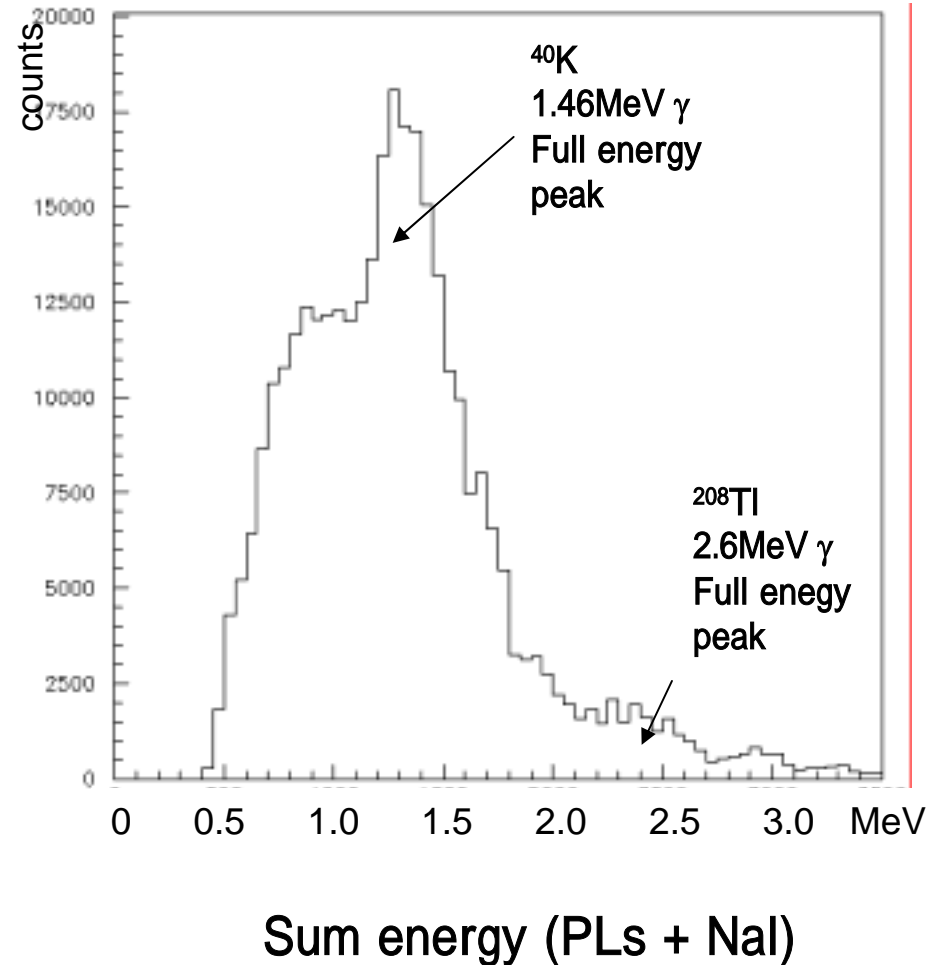 counts
20000
17500
15000
12500
10000
7500
5000
2500
0
⁴⁰K
1.46MeV γ
Full energy
peak
²⁰⁸Tl
2.6MeV γ
Full enegy
peak
0 0.5 1.0 1.5 2.0 2.5 3.0 MeV
Sum energy (PLs + NaI)